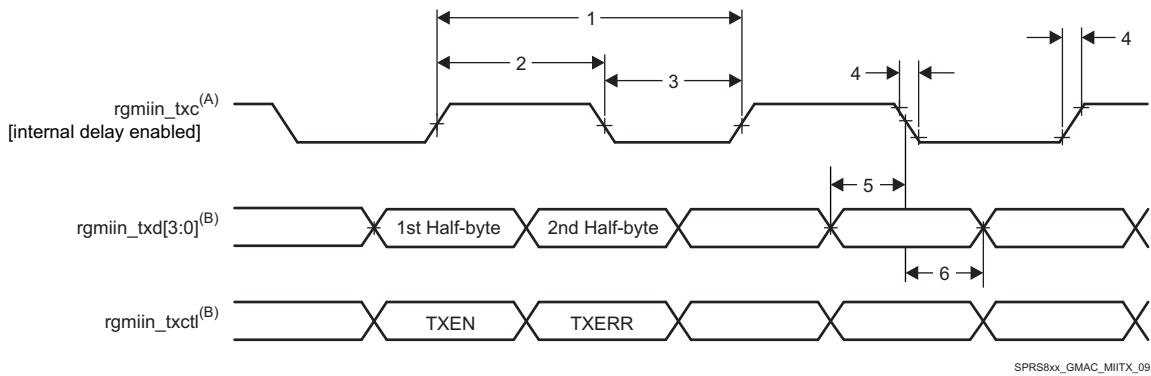 1
4
2
4
3
rgmiin_txc(A)
[internal delay enabled]
5
rgmiin_txd[3:0](B)
1st Half-byte
2nd Half-byte
6
rgmiin_txctl(B)
TXEN
TXERR
SPRS8xx_GMAC_MIITX_09